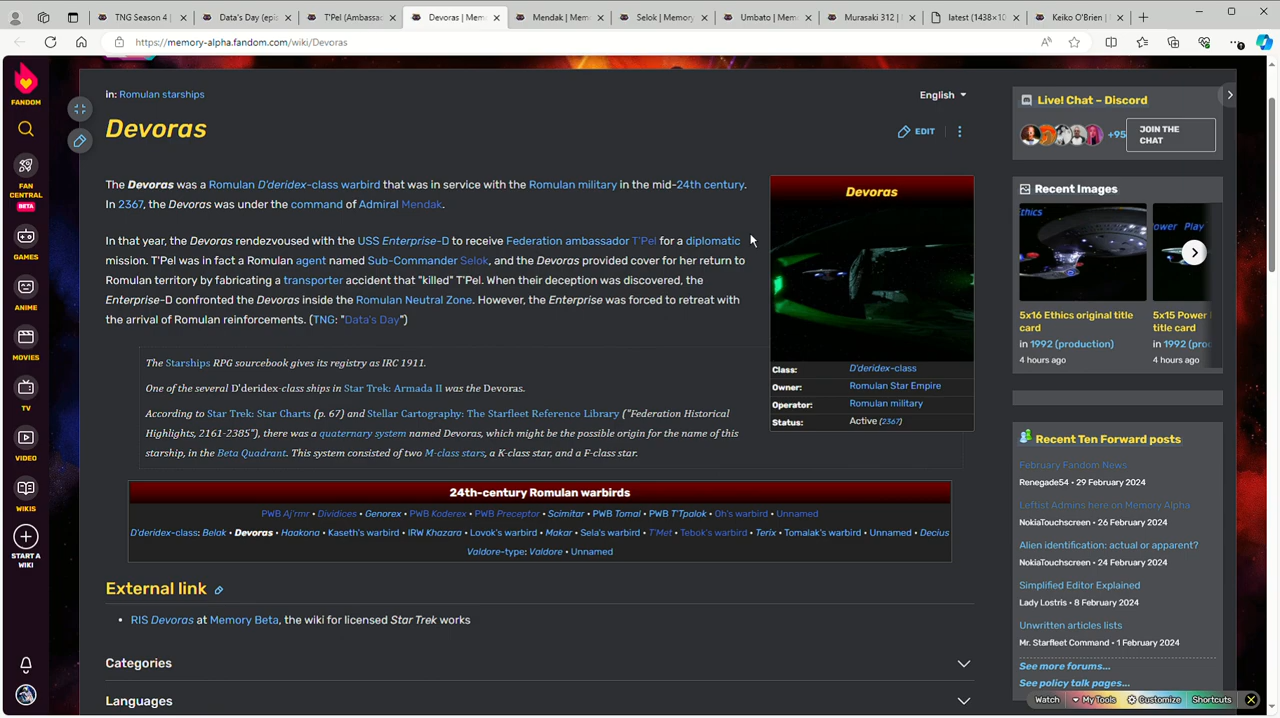 TNG Season 4 |
Data's Day (epi
T'Pel (Ambassac
Devoras | Mem
Mendak | Mem
Selok | Memory
Umbato | Memo
Murasaki 312 | M
latest (1438×10
Keiko O'Brien |
https://memory-alpha.fandom.com/wiki/Devoras
FANDOM
FAN
CENTRAL
BETA
GAMES
ANIME
MOVIES
TV
VIDEO
WIKIS
START A
WIKI
in: Romulan starships
English
Devoras
EDIT
The Devoras was a Romulan D'deridex-class warbird that was in service with the Romulan military in the mid-24th century.
In 2367, the Devoras was under the command of Admiral Mendak.
In that year, the Devoras rendezvoused with the USS Enterprise-D to receive Federation ambassador T'Pel for a diplomatic
mission. T'Pel was in fact a Romulan agent named Sub-Commander Selok, and the Devoras provided cover for her return to
Romulan territory by fabricating a transporter accident that "killed" T'Pel. When their deception was discovered, the
Enterprise-D confronted the Devoras inside the Romulan Neutral Zone. However, the Enterprise was forced to retreat with
the arrival of Romulan reinforcements. (TNG: "Data's Day")
The Starships RPG sourcebook gives its registry as IRC 1911.
One of the several D'deridex-class ships in Star Trek: Armada II was the Devoras.
According to Star Trek: Star Charts (p. 67) and Stellar Cartography: The Starfleet Reference Library ("Federation Historical
Highlights, 2161-2385"), there was a quaternary system named Devoras, which might be the possible origin for the name of this
starship, in the Beta Quadrant. This system consisted of two M-class stars, a K-class star, and a F-class star.
Devoras
Class: D'deridex-class
Owner: Romulan Star Empire
Operator: Romulan military
Status: Active (2367)
24th-century Romulan warbirds
PWB Aj'rmr • Dividices • Genorex • PWB Koderex • PWB Preceptor • Scimitar • PWB Tomal • PWB T'Tpalok • Oh's warbird • Unnamed
D'deridex-class: Belak • Devoras • Haakona • Kaseth's warbird • IRW Khazara • Lovok's warbird • Makar • Sela's warbird • T'Met • Tebok's warbird • Terix • Tomalak's warbird • Unnamed • Decius
Valdore-type: Valdore • Unnamed
External link
• RIS Devoras at Memory Beta, the wiki for licensed Star Trek works
Categories
Languages
Live! Chat – Discord
+95
JOIN THE
CHAT
Recent Images
Ethics
ower Play
5x16 Ethics original title
card
in 1992 (production)
4 hours ago
5x15 Power
title card
in 1992 (proc
4 hours ago
Recent Ten Forward posts
February Fandom News
Renegade54 • 29 February 2024
Leftist Admins here on Memory Alpha
NokiaTouchscreen • 26 February 2024
Alien identification: actual or apparent?
NokiaTouchscreen • 24 February 2024
Simplified Editor Explained
Lady Lostris • 8 February 2024
Unwritten articles lists
Mr. Starfleet Command • 1 February 2024
See more forums...
See policy talk pages...
Watch
My Tools
Customize
Shortcuts